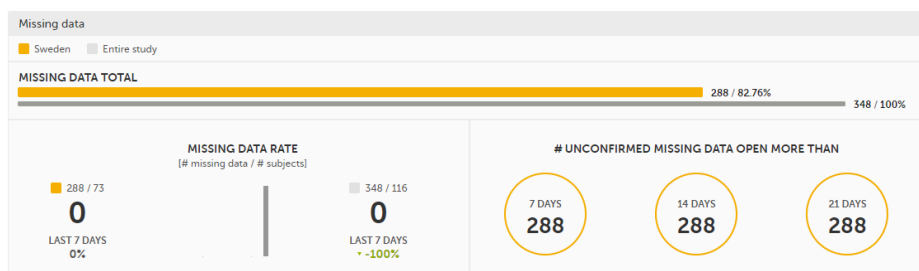 Missing data
Sweden Entire study
MISSING DATA TOTAL
288 / 82.76%
348 / 100%
MISSING DATA RATE
[# missing data / # subjects]
288 / 73
0
LAST 7 DAYS
0%
348 / 116
0
LAST 7 DAYS
-100%
# UNCONFIRMED MISSING DATA OPEN MORE THAN
7 DAYS
288
14 DAYS
288
21 DAYS
288